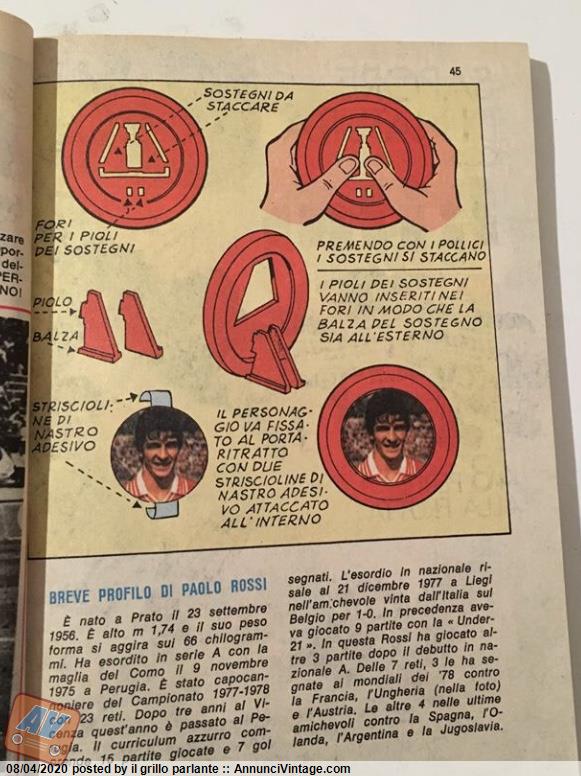 45
SOSTEGNI DA
STACCARE
FORI
PER I PIOLI
DEI SOSTEGNI
PREMENDO CON I POLLICI
I SOSTEGNI SI STACCANO
I PIOLI DEI SOSTEGNI
VANNO INSERITI NEI
FORI IN MODO CHE LA
BALZA DEL SOSTEGNO
SIA ALL'ESTERNO
PIOLO
BALZA
STRISCIOLI-
NE DI
NASTRO
ADESIVO
IL PERSONAG-
GIO VA FISSA-
TO AL PORTA-
RITRATTO
CON DUE
STRISCIOLINE DI
NASTRO ADESI-
VO ATTACCATO
ALL'INTERNO
BREVE PROFILO DI PAOLO ROSSI
È nato a Prato il 23 settembre
1956. È alto m 1,74 e il suo peso
forma si aggira sui 66 chilogram-
mi. Ha esordito in serie A con la
maglia del Como il 9 novembre
1975 a Perugia. È stato capocan-
noniere del Campionato 1977-1978
con 23 reti. Dopo tre anni al Vi-
cenza quest'anno è passato al Pe-
rugia. Il curriculum azzurro com-
prende 15 partite giocate e 7 gol
segnati. L'esordio in nazionale ri-
sale al 21 dicembre 1977 a Liegi
nell'amichevole vinta dall'Italia sul
Belgio per 1-0. In precedenza ave-
va giocato 9 partite con la « Under-
21 ». In questa Rossi ha giocato al-
tre 3 partite dopo il debutto in na-
zionale A. Delle 7 reti, 3 le ha se-
gnate ai mondiali del '78 contro
la Francia, l'Ungheria (nella foto)
e l'Austria. Le altre 4 nelle ultime
amichevoli contro la Spagna, l'O-
landa, l'Argentina e la Jugoslavia.
08/04/2020 posted by il grillo parlante :: AnnunciVintage.com